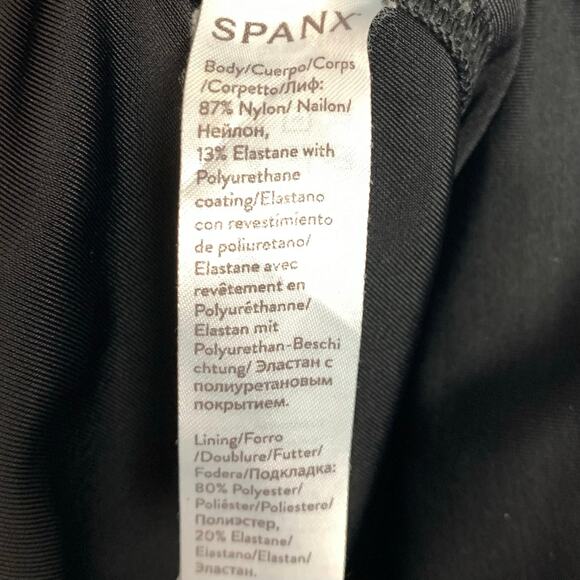 SPANX
Body/Cuerpo/Corps
/Corpetto/Лиф:
87% Nylon/ Nailon/
Нейлон,
13% Elastane with
Polyurethane
coating/Elastano
con revestimiento
de poliuretano/
Elastane avec
revêtement en
Polyuréthanne/
Elastan mit
Polyurethan-Beschi
chtung/ Эластан с
полиуретановым
покрытием.
Lining/Forro
/Doublure/Futter/
Fodera/Подкладка:
80% Polyester/
Poliéster/Poliestere/
Полиэстер,
20% Elastane/
Elastano/Elastan/
Эластан.